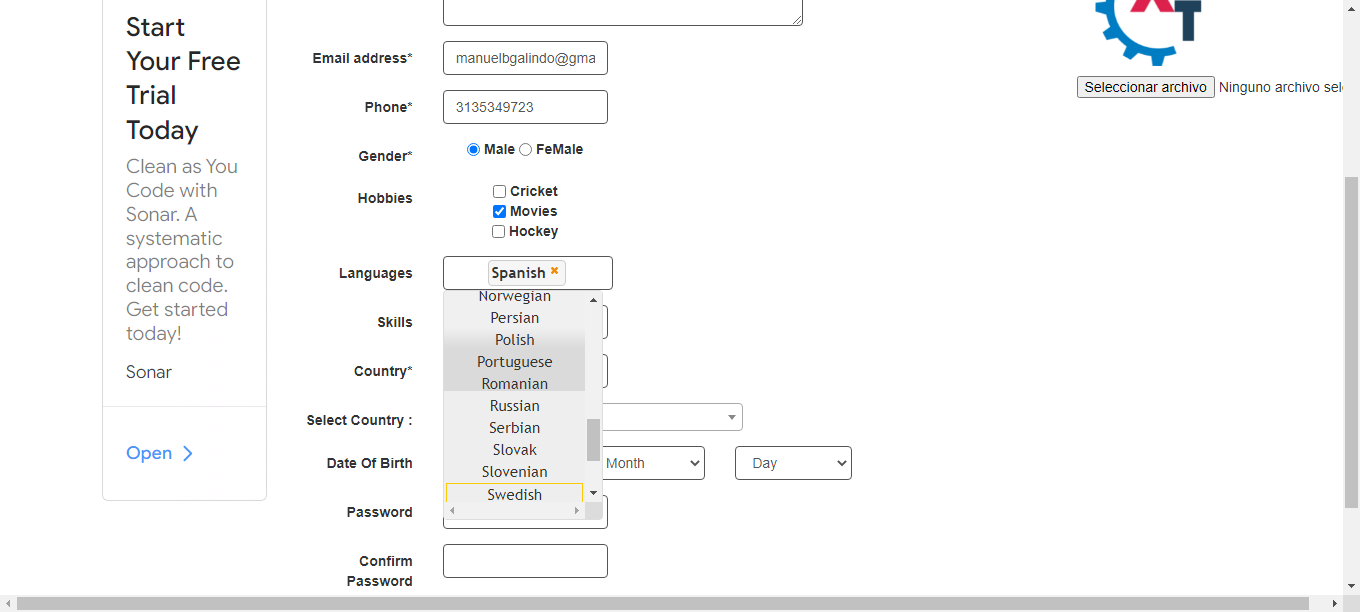 Start
Your Free
Trial
Today
Clean as You
Code with
Sonar. A
systematic
approach to
clean code.
Get started
today!
Sonar
Open
Email address*
manuelbgalindo@gma
Phone*
3135349723
Gender*
Male FeMale
Hobbies
Cricket
Movies
Hockey
Languages
Spanish
Norwegian
Persian
Polish
Portuguese
Romanian
Russian
Serbian
Slovak
Slovenian
Swedish
Skills
Country*
Select Country :
Date Of Birth
Month
Day
Password
Confirm
Password
XT
Seleccionar archivo Ninguno archivo sel